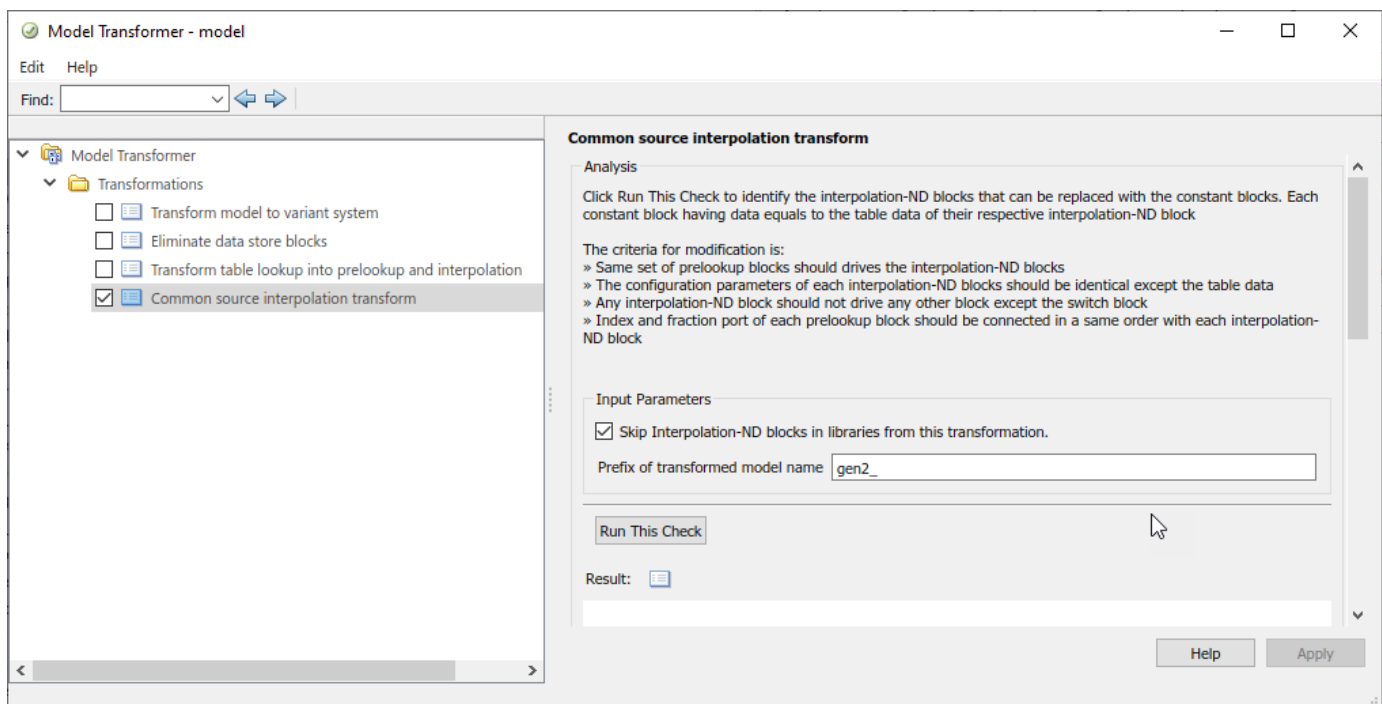 Model Transformer - model
Edit Help
Find:
Model Transformer
Transformations
Transform model to variant system
Eliminate data store blocks
Transform table lookup into prelookup and interpolation
Common source interpolation transform
Common source interpolation transform
Analysis
Click Run This Check to identify the interpolation-ND blocks that can be replaced with the constant blocks. Each
constant block having data equals to the table data of their respective interpolation-ND block
The criteria for modification is:
» Same set of prelookup blocks should drives the interpolation-ND blocks
» The configuration parameters of each interpolation-ND blocks should be identical except the table data
» Any interpolation-ND block should not drive any other block except the switch block
» Index and fraction port of each prelookup block should be connected in a same order with each interpolation-
ND block
Input Parameters
Skip Interpolation-ND blocks in libraries from this transformation.
Prefix of transformed model name gen2_
Run This Check
Result:
Help Apply